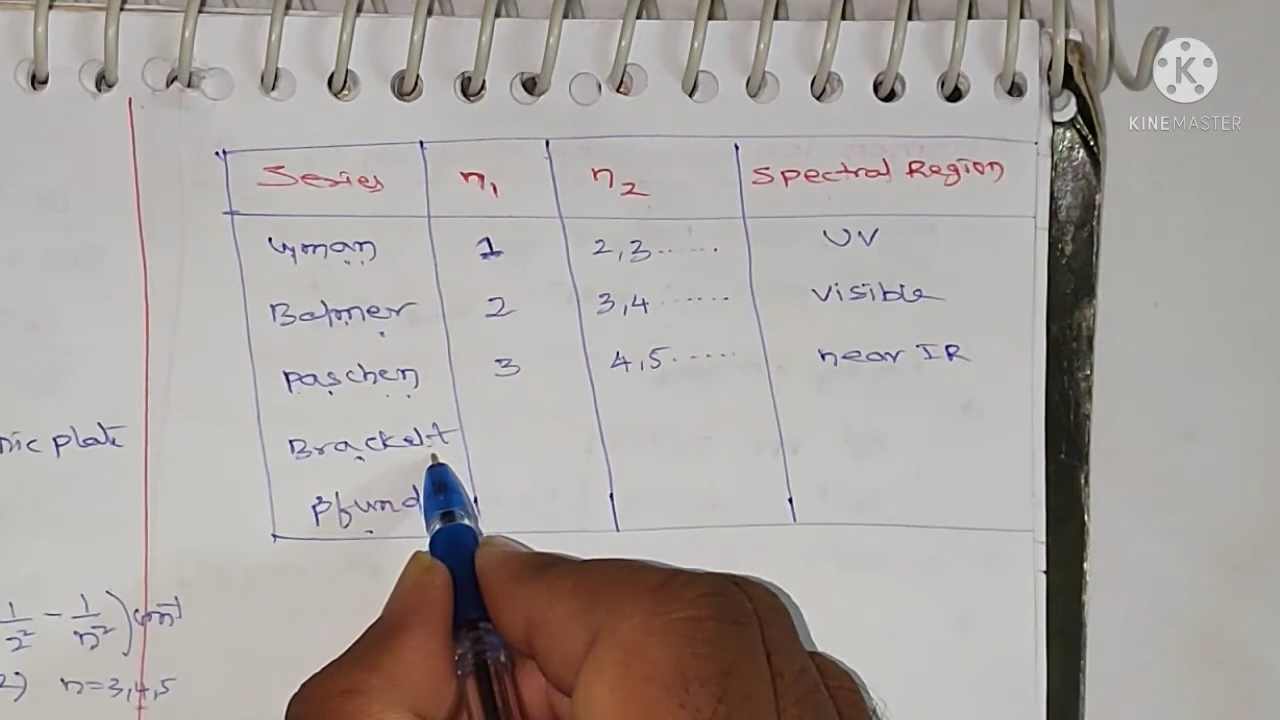 KINEMASTER
Series n₁ n₂ Spectral Region
Lyman 1 2,3...... UV
Balmer 2 3,4 ...... visible
paschen 3 4,5...... near IR
Brackett
Pfund
nic plate
1/2² - 1/n²) cm⁻¹
2) n=3,4,5